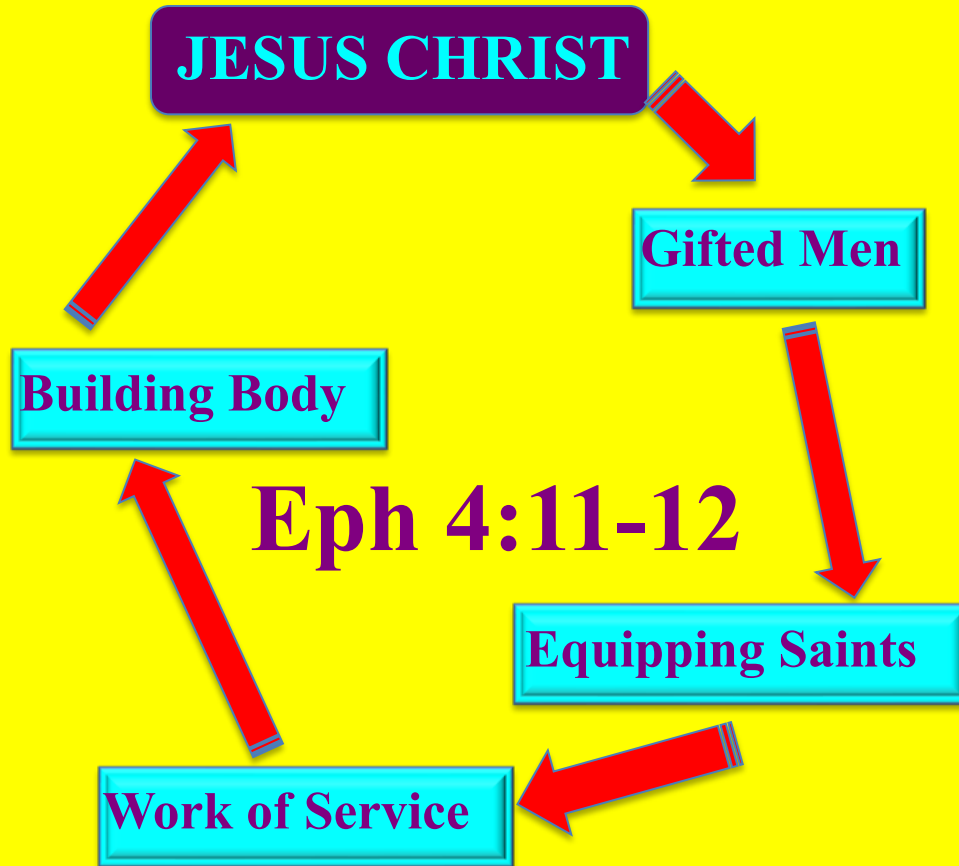 JESUS CHRIST
Gifted Men
Building Body
Eph 4:11-12
Equipping Saints
Work of Service